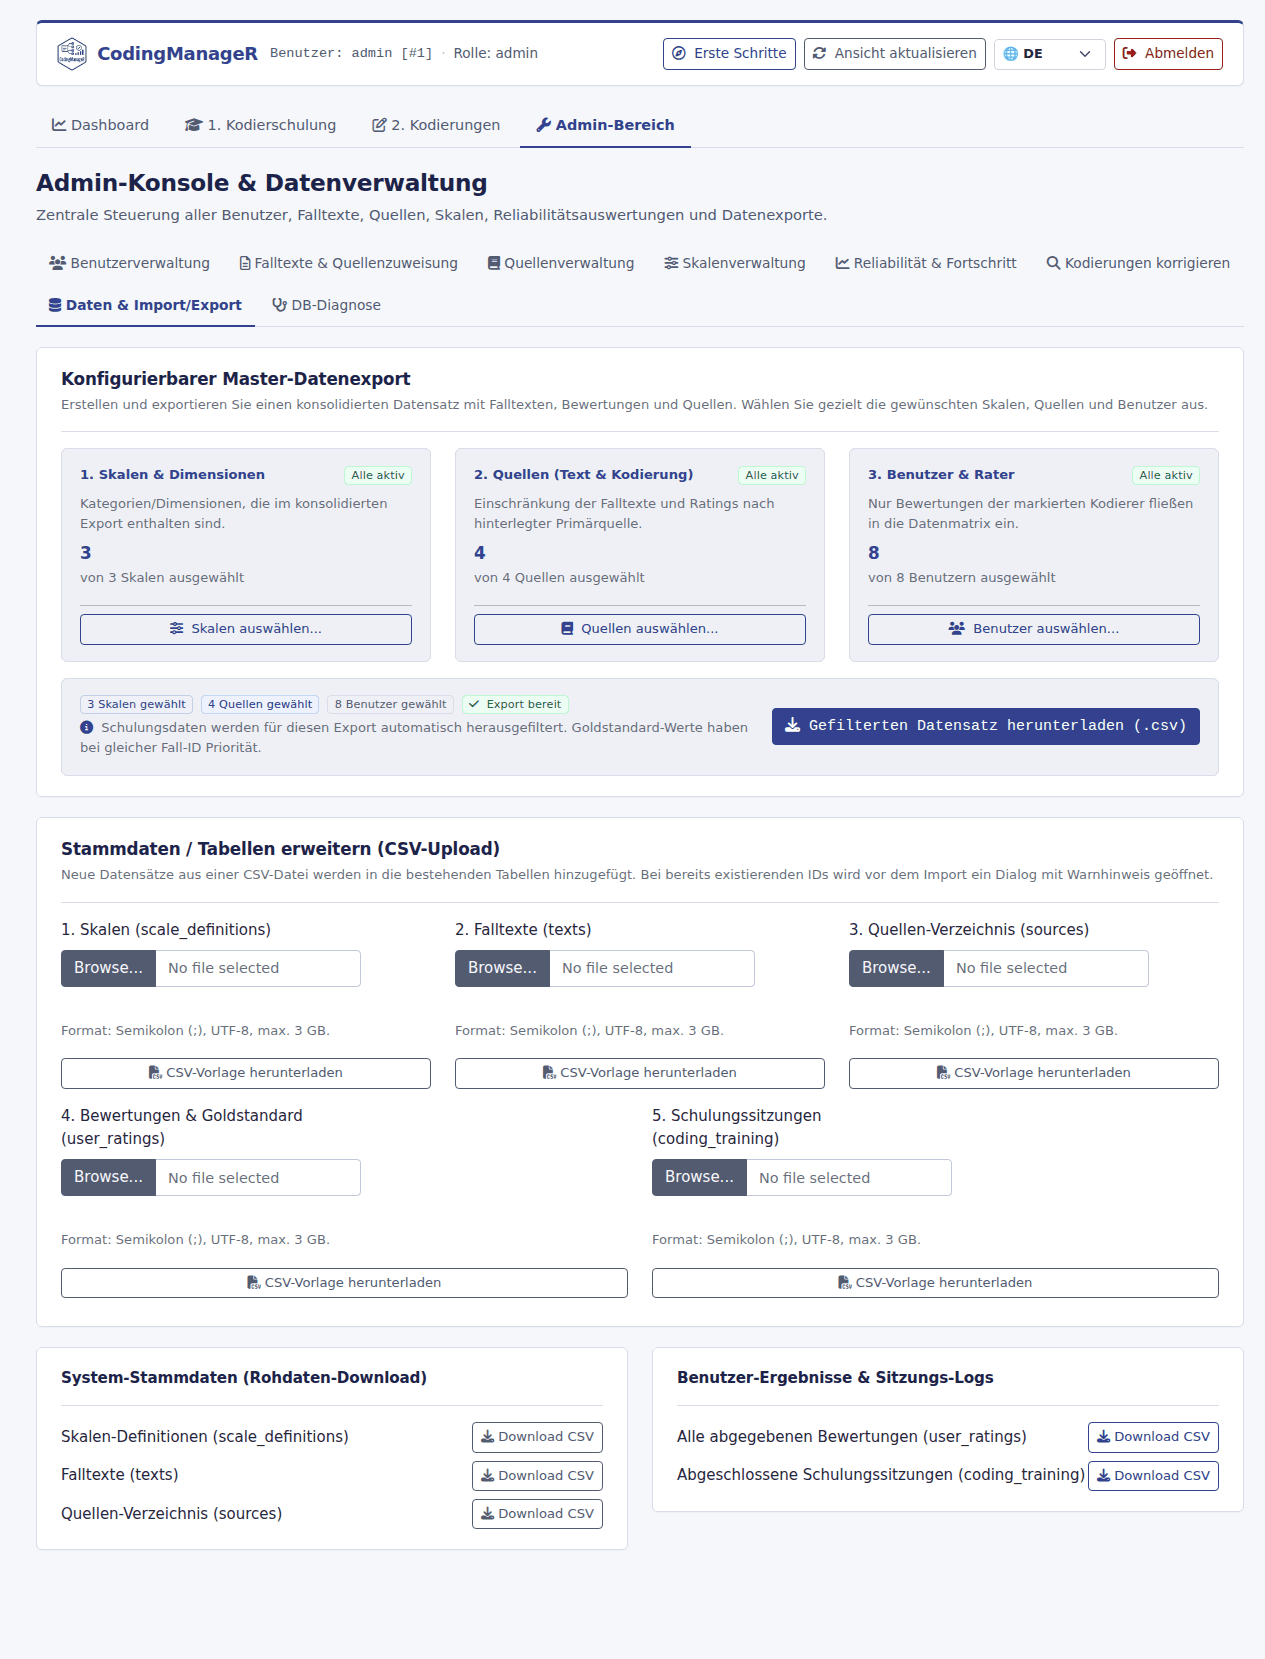 CodingManageR Benutzer: admin [#1] · Rolle: admin Erste Schritte Ansicht aktualisieren DE Abmelden
Dashboard 1. Kodierschulung 2. Kodierungen Admin-Bereich
Admin-Konsole & Datenverwaltung
Zentrale Steuerung aller Benutzer, Falltexte, Quellen, Skalen, Reliabilitätsauswertungen und Datenexporte.
Benutzerverwaltung Falltexte & Quellenzuweisung Quellenverwaltung Skalenverwaltung Reliabilität & Fortschritt Kodierungen korrigieren
Daten & Import/Export DB-Diagnose
Konfigurierbarer Master-Datenexport
Erstellen und exportieren Sie einen konsolidierten Datensatz mit Falltexten, Bewertungen und Quellen. Wählen Sie gezielt die gewünschten Skalen, Quellen und Benutzer aus.
1. Skalen & Dimensionen Alle aktiv
Kategorien/Dimensionen, die im konsolidierten
Export enthalten sind.
3
von 3 Skalen ausgewählt
Skalen auswählen...
2. Quellen (Text & Kodierung) Alle aktiv
Einschränkung der Falltexte und Ratings nach
hinterlegter Primärquelle.
4
von 4 Quellen ausgewählt
Quellen auswählen...
3. Benutzer & Rater Alle aktiv
Nur Bewertungen der markierten Kodierer fließen
in die Datenmatrix ein.
8
von 8 Benutzern ausgewählt
Benutzer auswählen...
3 Skalen gewählt 4 Quellen gewählt 8 Benutzer gewählt Export bereit
Schulungsdaten werden für diesen Export automatisch herausgefiltert. Goldstandard-Werte haben
bei gleicher Fall-ID Priorität.
Gefilterten Datensatz herunterladen (.csv)
Stammdaten / Tabellen erweitern (CSV-Upload)
Neue Datensätze aus einer CSV-Datei werden in die bestehenden Tabellen hinzugefügt. Bei bereits existierenden IDs wird vor dem Import ein Dialog mit Warnhinweis geöffnet.
1. Skalen (scale_definitions)
Browse... No file selected
Format: Semikolon (;), UTF-8, max. 3 GB.
CSV-Vorlage herunterladen
2. Falltexte (texts)
Browse... No file selected
Format: Semikolon (;), UTF-8, max. 3 GB.
CSV-Vorlage herunterladen
3. Quellen-Verzeichnis (sources)
Browse... No file selected
Format: Semikolon (;), UTF-8, max. 3 GB.
CSV-Vorlage herunterladen
4. Bewertungen & Goldstandard
(user_ratings)
Browse... No file selected
Format: Semikolon (;), UTF-8, max. 3 GB.
CSV-Vorlage herunterladen
5. Schulungssitzungen
(coding_training)
Browse... No file selected
Format: Semikolon (;), UTF-8, max. 3 GB.
CSV-Vorlage herunterladen
System-Stammdaten (Rohdaten-Download)
Skalen-Definitionen (scale_definitions) Download CSV
Falltexte (texts) Download CSV
Quellen-Verzeichnis (sources) Download CSV
Benutzer-Ergebnisse & Sitzungs-Logs
Alle abgegebenen Bewertungen (user_ratings) Download CSV
Abgeschlossene Schulungssitzungen (coding_training) Download CSV